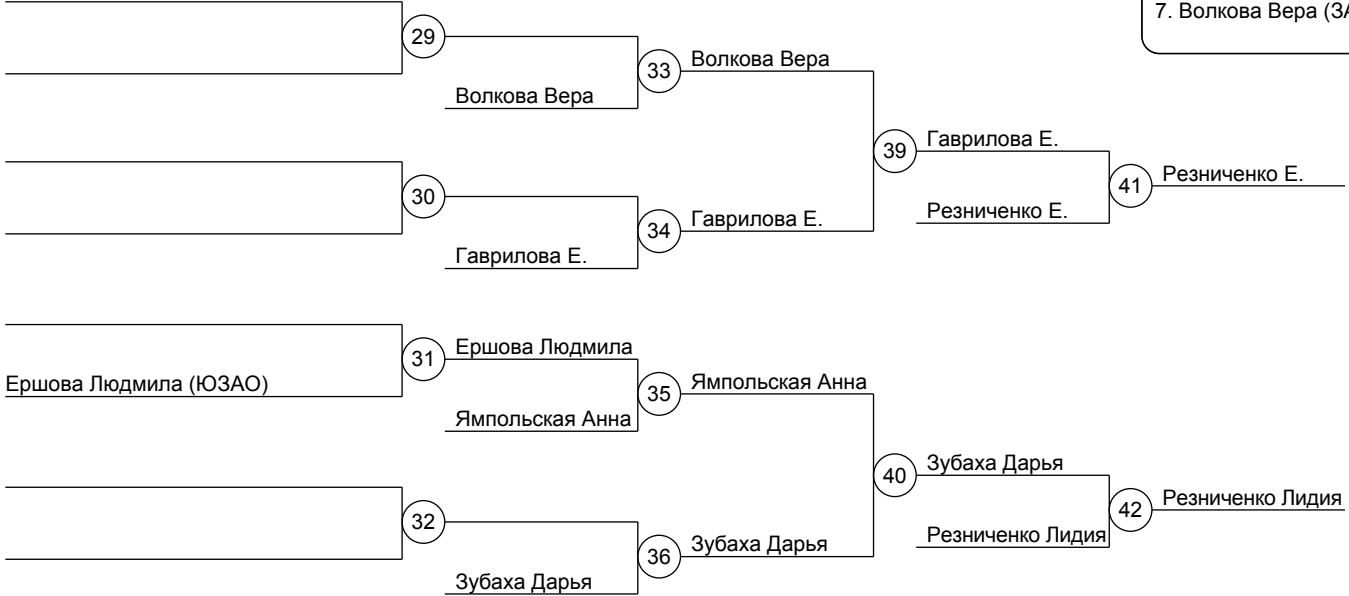 7. Волкова Вера (ЗА
29
Волкова Вера
33
Волкова Вера
39
Гаврилова Е.
41
Резниченко Е.
30
Гаврилова Е.
34
Гаврилова Е.
Резниченко Е.
31
Ершова Людмила
Ершова Людмила (ЮЗАО)
35
Ямпольская Анна
Ямпольская Анна
40
Зубаха Дарья
42
Резниченко Лидия
32
Зубаха Дарья
36
Зубаха Дарья
Резниченко Лидия